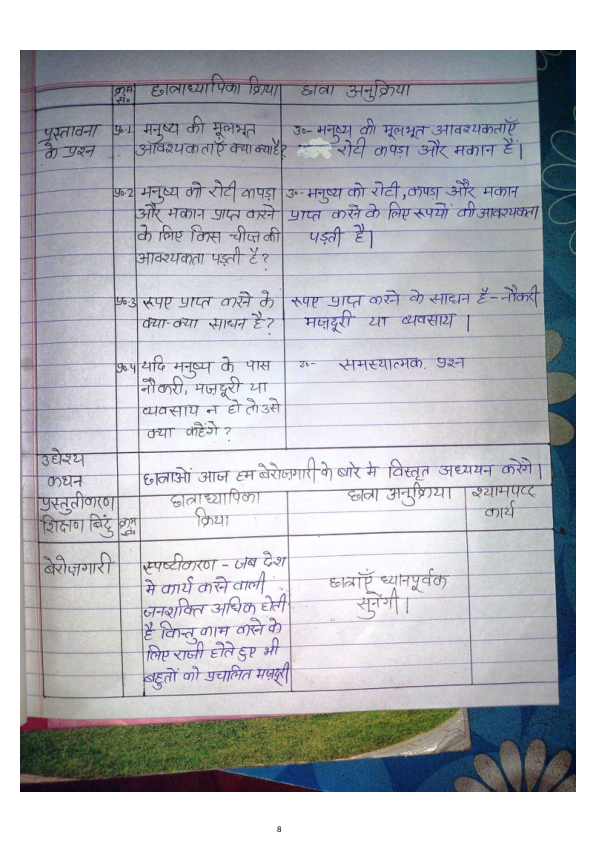 क्रम सं० छात्राध्यापिका क्रिया छात्रा अनुक्रिया
प्रस्तावना के प्रश्न
प्र०1 मनुष्य की मूलभूत
आवश्यकताएँ क्या क्या है?
उ०- मनुष्य की मूलभूत आवश्यकताएँ
रोटी कपड़ा और मकान हैं।
प्र०2 मनुष्य को रोटी कपड़ा
और मकान प्राप्त करने
के लिए किस चीज़ की
आवश्यकता पड़ती है?
उ०- मनुष्य को रोटी, कपड़ा और मकान
प्राप्त करने के लिए रूपयों की आवश्यकता
पड़ती है।
प्र०3 रूपए प्राप्त करने के
क्या-क्या साधन है?
रूपए प्राप्त करने के साधन है - नौकरी
मज़दूरी या व्यवसाय।
प्र०4 यदि मनुष्य के पास
नौकरी, मजदूरी या
व्यवसाय न हो तो उसे
क्या कहेंगे?
उ०- समस्यात्मक प्रश्न
उद्येश्य
कथन
छात्राओं आज हम बेरोज़गारी के बारे मे विस्तृत अध्ययन करेंगे।
प्रस्तुतीकरण
शिक्षण बिंदु
क्रम सं०
छात्राध्यापिका
क्रिया
छात्रा अनुक्रिया
श्यामपट्ट
कार्य
बेरोज़गारी
स्पष्टीकरण - जब देश
मे कार्य करने वाली
जनशक्ति अधिक होती
है किन्तु काम करने के
लिए राजी होते हुए भी
बहुतों को प्रचालित मज़दूरी
छात्राएँ ध्यानपूर्वक
सुनेंगी।
8